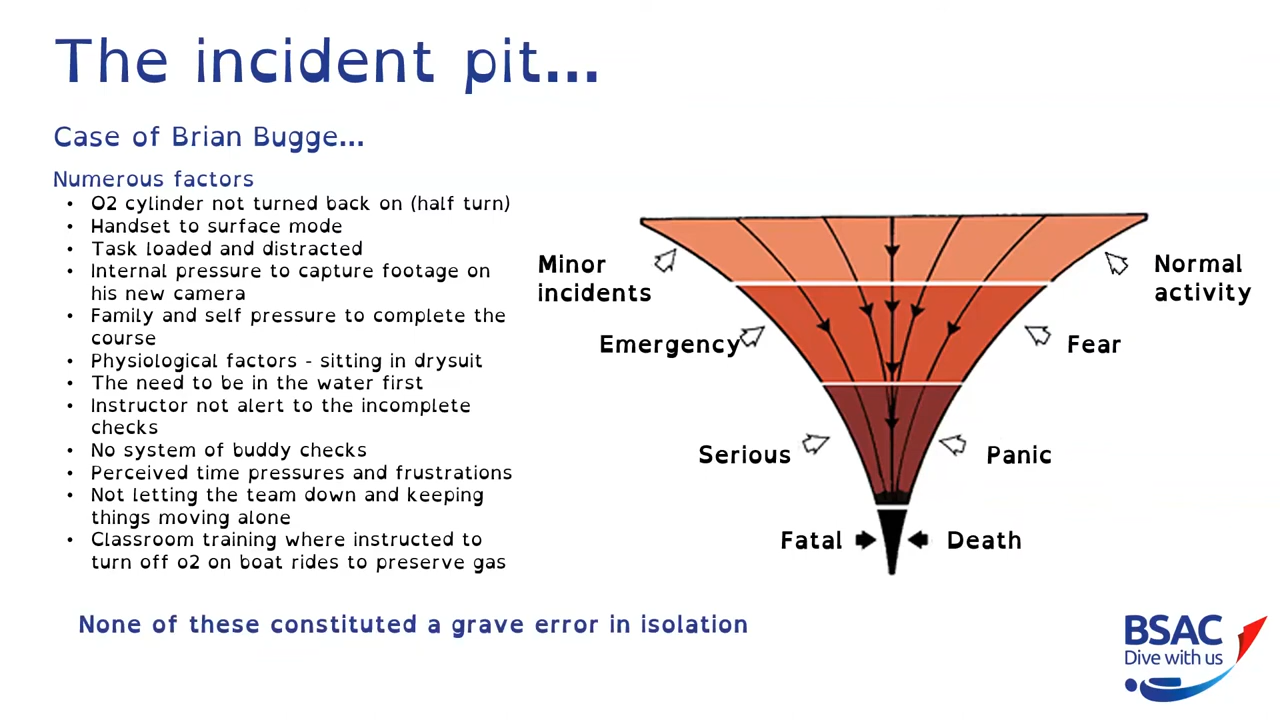 The incident pit...
Case of Brian Bugge...
Numerous factors
• O2 cylinder not turned back on (half turn)
• Handset to surface mode
• Task loaded and distracted
• Internal pressure to capture footage on
his new camera
• Family and self pressure to complete the
course
• Physiological factors - sitting in drysuit
• The need to be in the water first
• Instructor not alert to the incomplete
checks
• No system of buddy checks
• Perceived time pressures and frustrations
• Not letting the team down and keeping
things moving alone
• Classroom training where instructed to
turn off o2 on boat rides to preserve gas
Minor
incidents
Normal
activity
Emergency
Fear
Serious
Panic
Fatal
Death
None of these constituted a grave error in isolation
BSAC
Dive with us